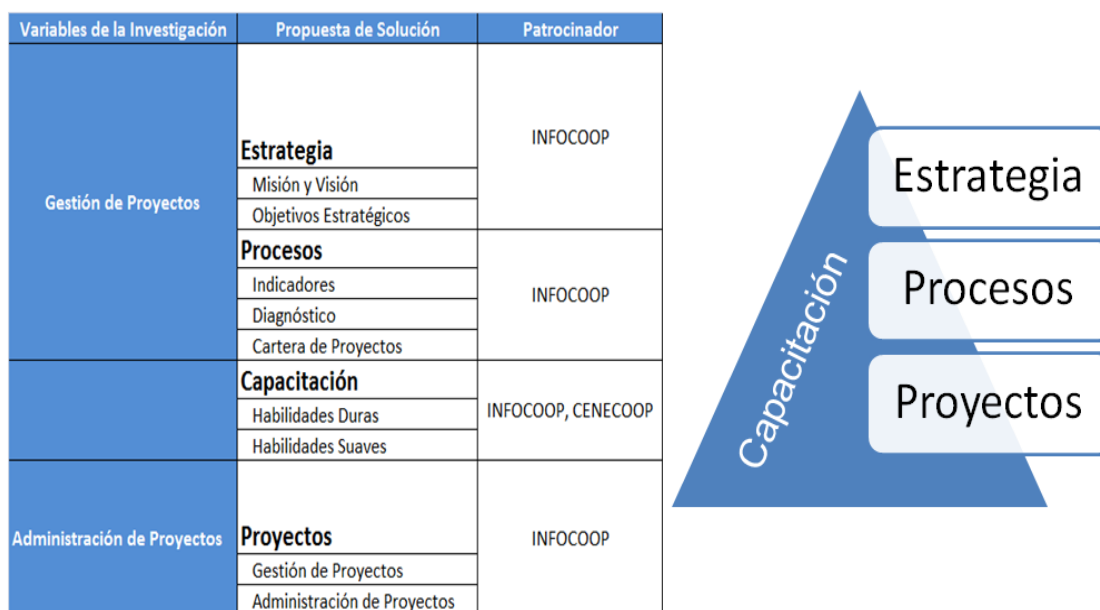 Variables de la Investigación Propuesta de Solución Patrocinador
Gestión de Proyectos
Estrategia
Misión y Visión
Objetivos Estratégicos
INFOCOOP
Procesos
Indicadores
Diagnóstico
Cartera de Proyectos
INFOCOOP
Capacitación
Habilidades Duras
Habilidades Suaves
INFOCOOP, CENECOOP
Administración de Proyectos
Proyectos
Gestión de Proyectos
Administración de Proyectos
INFOCOOP
Capacitación
Estrategia
Procesos
Proyectos